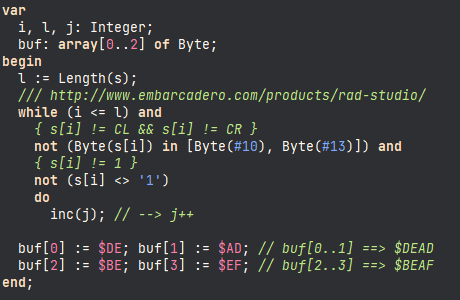 var
  i, l, j: Integer;
  buf: array[0..2] of Byte;
begin
  l := Length(s);
  /// http://www.embarcadero.com/products/rad-studio/
  while (i <= l) and
    { s[i] != CL && s[i] != CR }
    not (Byte(s[i]) in [Byte(#10), Byte(#13)]) and
    { s[i] != 1 }
    not (s[i] <> '1')
    do
      inc(j); // --> j++

  buf[0] := $DE; buf[1] := $AD; // buf[0..1] ==> $DEAD
  buf[2] := $BE; buf[3] := $EF; // buf[2..3] ==> $BEAF
end;